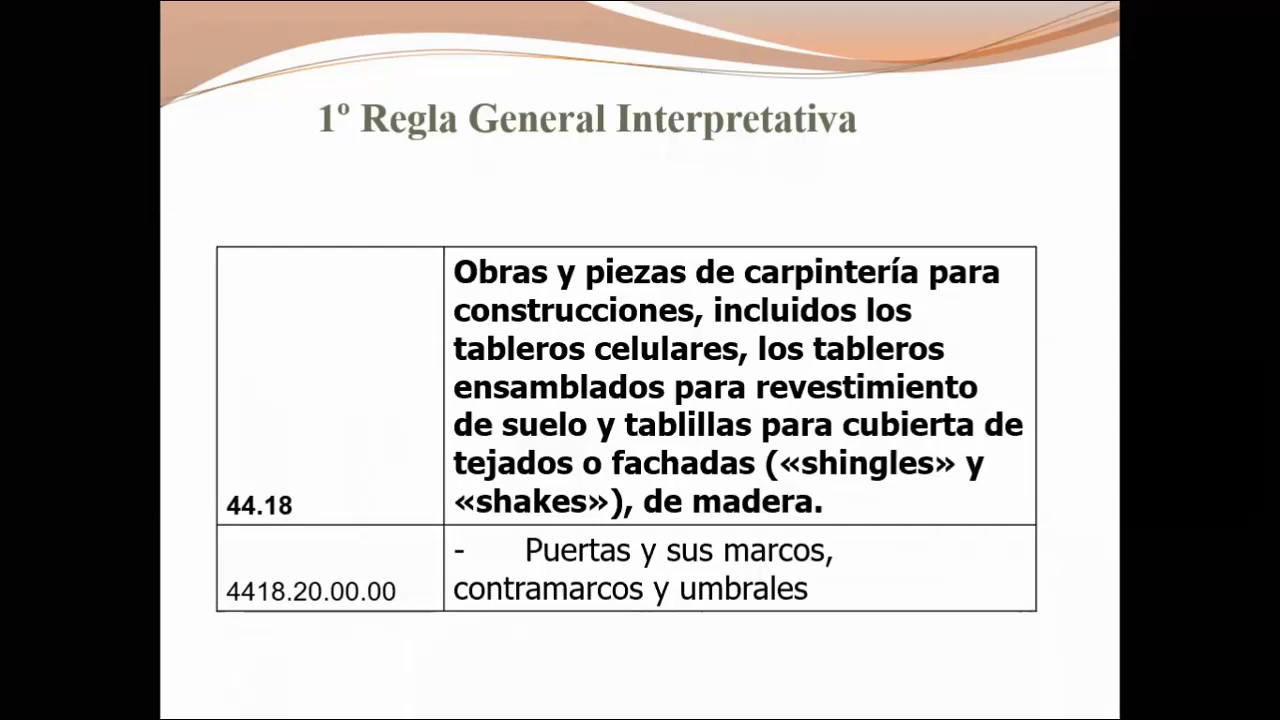 1º Regla General Interpretativa
Obras y piezas de carpintería para
construcciones, incluidos los
tableros celulares, los tableros
ensamblados para revestimiento
de suelo y tablillas para cubierta de
tejados o fachadas («shingles» y
44.18 «shakes»), de madera.
- Puertas y sus marcos,
4418.20.00.00 contramarcos y umbrales